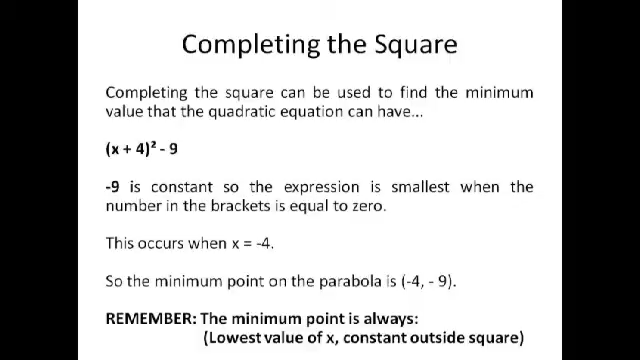 Completing the Square
Completing the square can be used to find the minimum
value that the quadratic equation can have...
(x + 4)² - 9
-9 is constant so the expression is smallest when the
number in the brackets is equal to zero.
This occurs when x = -4.
So the minimum point on the parabola is (-4, - 9).
REMEMBER: The minimum point is always:
(Lowest value of x, constant outside square)